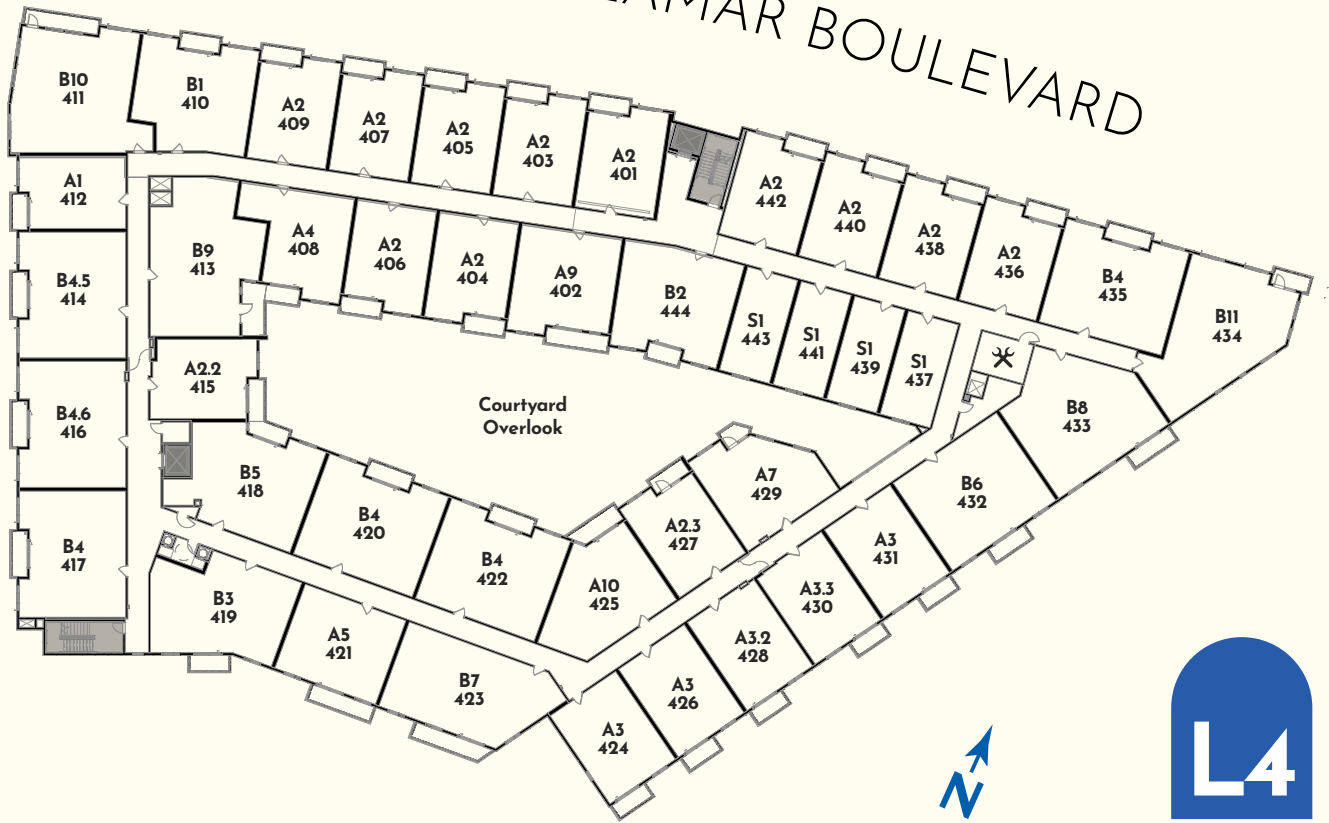 LAMAR BOULEVARD
B10
411
B1
410
A2
409
A2
407
A2
405
A2
403
A2
401
A2
442
A2
440
A2
438
A2
436
B4
435
B11
434
A1
412
B4.5
414
B4.6
416
B4
417
B9
413
A4
408
A2
406
A2
404
A9
402
B2
444
S1
443
S1
441
S1
439
S1
437
A2.2
415
Courtyard
Overlook
B8
433
B5
418
B4
420
B4
422
A10
425
A2.3
427
A7
429
B6
432
A3
431
A3.3
430
A3.2
428
A3
426
A3
424
B3
419
A5
421
B7
423
N
L4